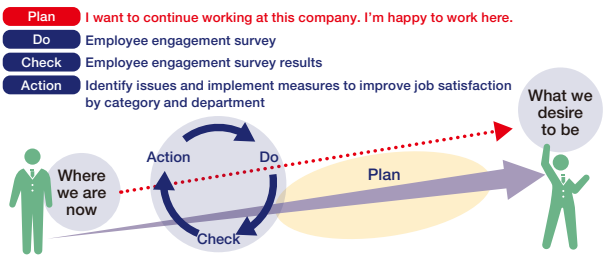 Plan I want to continue working at this company. I'm happy to work here.
Do Employee engagement survey
Check Employee engagement survey results
Action Identify issues and implement measures to improve job satisfaction
by category and department
What we
desire
to be
Action Do
Where
we are
now
Plan
Check